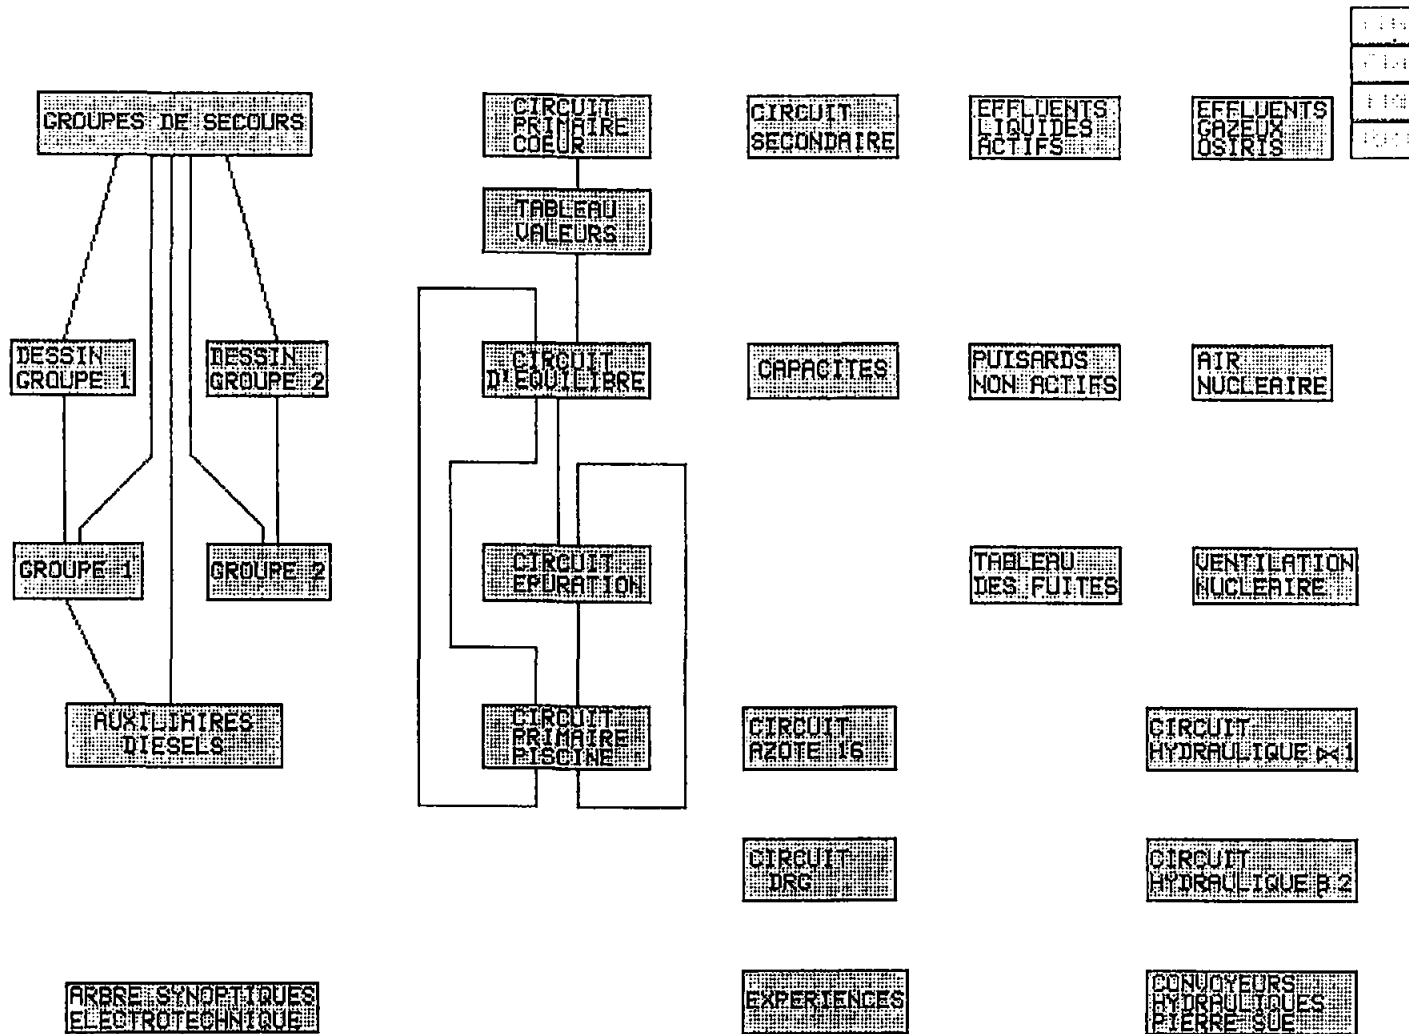 GROUPES DE SECOURS
CIRCUIT
PRIMAIRE
COEUR
CIRCUIT
SECONDAIRE
EFFLUENTS
LIQUIDES
ACTIFS
EFFLUENTS
GAZEUX
OSIRIS
TABLEAU
VALEURS
DESSIN
GROUPE 1
DESSIN
GROUPE 2
CIRCUIT
D'EQUILIBRE
CAPACITES
PUISARDS
NON ACTIFS
AIR
NUCLEAIRE
GROUPE 1
GROUPE 2
CIRCUIT
EPURATION
TABLEAU
DES FUITES
VENTILATION
NUCLEAIRE
AUXILIAIRES
DIESELS
CIRCUIT
PRIMAIRE
PISCINE
CIRCUIT
AZOTE 16
CIRCUIT
HYDRAULIQUE 1
CIRCUIT
DRG
CIRCUIT
HYDRAULIQUE β 2
ARBRE SYNOPTIQUES
ELECTROTECHNIQUE
EXPERIENCES
CONVOYEURS
HYDRAULIQUES
PIERRE SUE